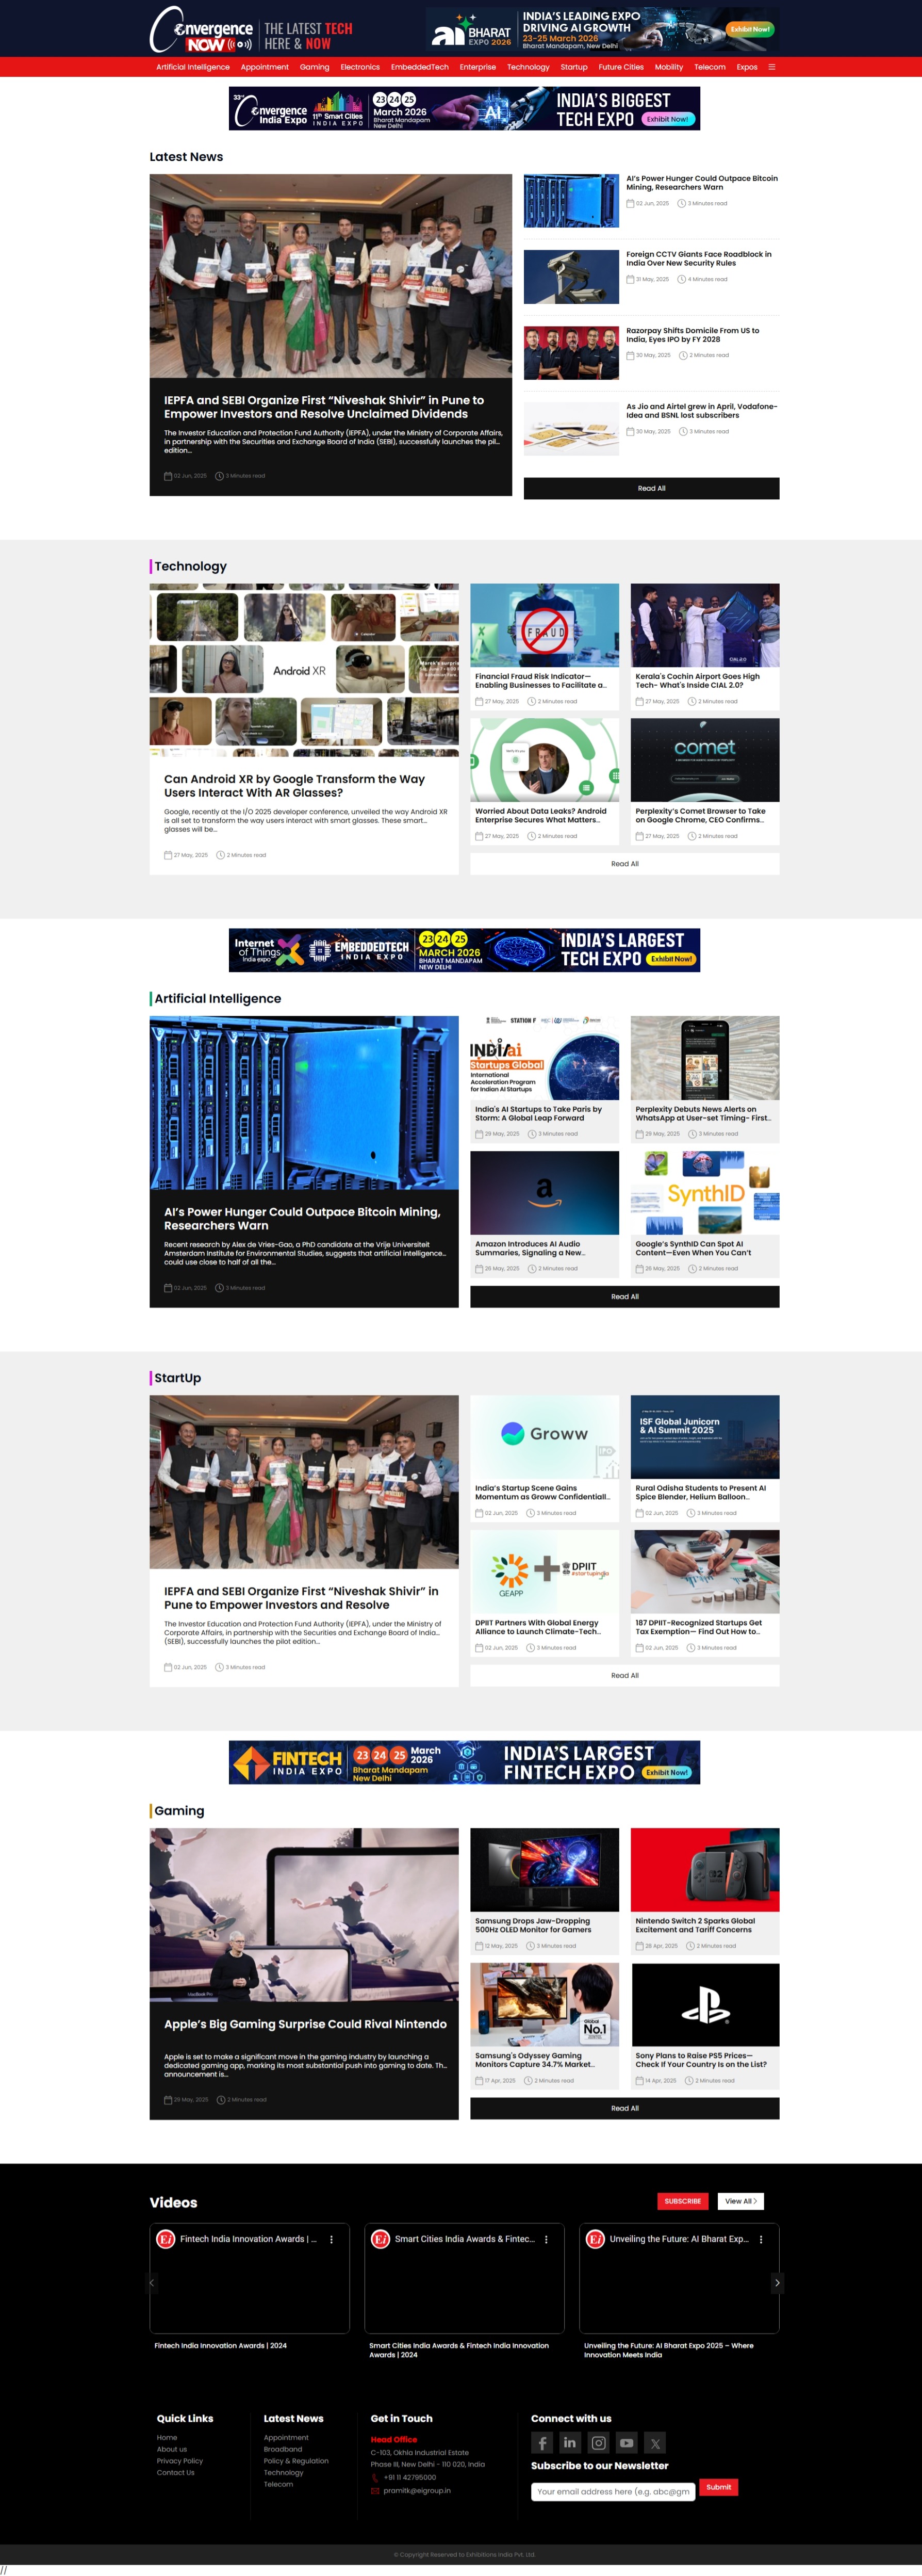 Convergence
NOW
THE LATEST TECH
HERE & NOW
ai BHARAT
EXPO 2026
INDIA'S LEADING EXPO
DRIVING AI GROWTH
23-25 March 2026
Bharat Mandapam, New Delhi
Exhibit Now!
Artificial Intelligence Appointment Gaming Electronics EmbeddedTech Enterprise Technology Startup Future Cities Mobility Telecom Expos
33rd
Convergence
India Expo
11th Smart Cities
INDIA EXPO
23 24 25
March 2026
Bharat Mandapam
New Delhi
AI
INDIA'S BIGGEST
TECH EXPO
Exhibit Now!
Latest News
IEPFA and SEBI Organize First “Niveshak Shivir” in Pune to
Empower Investors and Resolve Unclaimed Dividends
The Investor Education and Protection Fund Authority (IEPFA), under the Ministry of Corporate Affairs,
in partnership with the Securities and Exchange Board of India (SEBI), successfully launches the pil...
edition...
02 Jun, 2025 3 Minutes read
AI's Power Hunger Could Outpace Bitcoin
Mining, Researchers Warn
02 Jun, 2025 3 Minutes read
Foreign CCTV Giants Face Roadblock in
India Over New Security Rules
31 May, 2025 4 Minutes read
Razorpay Shifts Domicile From US to
India, Eyes IPO by FY 2028
30 May, 2025 2 Minutes read
As Jio and Airtel grew in April, Vodafone-
Idea and BSNL lost subscribers
30 May, 2025 3 Minutes read
Read All
Technology
Android XR
Can Android XR by Google Transform the Way
Users Interact With AR Glasses?
Google, recently at the I/O 2025 developer conference, unveiled the way Android XR
is all set to transform the way users interact with smart glasses. These smart...
glasses will be...
27 May, 2025 2 Minutes read
FRAUD
Financial Fraud Risk Indicator—
Enabling Businesses to Facilitate a..
27 May, 2025 2 Minutes read
CIAL 2.0
Kerala's Cochin Airport Goes High
Tech- What's Inside CIAL 2.0?
27 May, 2025 2 Minutes read
Worried About Data Leaks? Android
Enterprise Secures What Matters..
27 May, 2025 2 Minutes read
comet
Perplexity's Comet Browser to Take
on Google Chrome, CEO Confirms..
27 May, 2025 2 Minutes read
Read All
Internet
of Things
India expo
EMBEDDEDTECH
INDIA EXPO
23 24 25
MARCH 2026
BHARAT MANDAPAM
NEW DELHI
INDIA'S LARGEST
TECH EXPO
Exhibit Now!
Artificial Intelligence
AI's Power Hunger Could Outpace Bitcoin Mining,
Researchers Warn
Recent research by Alex de Vries-Gao, a PhD candidate at the Vrije Universiteit
Amsterdam Institute for Environmental Studies, suggests that artificial intelligence...
could use close to half of all the...
02 Jun, 2025 3 Minutes read
STATION F
INDIAai
Startups Global
International
Acceleration Program
for Indian AI Startups
India's AI Startups to Take Paris by
Storm: A Global Leap Forward
29 May, 2025 3 Minutes read
Perplexity Debuts News Alerts on
WhatsApp at User-set Timing- First..
29 May, 2025 3 Minutes read
a
Amazon Introduces AI Audio
Summaries, Signaling a New..
26 May, 2025 2 Minutes read
SynthID
Google's SynthID Can Spot AI
Content—Even When You Can't
26 May, 2025 2 Minutes read
Read All
StartUp
IEPFA and SEBI Organize First “Niveshak Shivir” in
Pune to Empower Investors and Resolve
The Investor Education and Protection Fund Authority (IEPFA), under the Ministry of
Corporate Affairs, in partnership with the Securities and Exchange Board of India...
(SEBI), successfully launches the pilot edition...
02 Jun, 2025 3 Minutes read
Groww
IPO
India's Startup Scene Gains
Momentum as Groww Confidentiall..
02 Jun, 2025 3 Minutes read
ISF Global Junicorn
& AI Summit 2025
Rural Odisha Students to Present AI
Spice Blender, Helium Balloon..
02 Jun, 2025 3 Minutes read
GEAPP
DPIIT
#startupindia
DPIIT Partners With Global Energy
Alliance to Launch Climate-Tech..
02 Jun, 2025 3 Minutes read
187 DPIIT-Recognized Startups Get
Tax Exemption— Find Out How to..
02 Jun, 2025 3 Minutes read
Read All
FINTECH
INDIA EXPO
23 24 25 March
2026
Bharat Mandapam
New Delhi
INDIA'S LARGEST
FINTECH EXPO
Exhibit Now!
Gaming
MacBook Pro
Apple's Big Gaming Surprise Could Rival Nintendo
Apple is set to make a significant move in the gaming industry by launching a
dedicated gaming app, making its most substantial push into gaming to date. Th...
announcement is...
29 May, 2025 2 Minutes read
Samsung Drops Jaw-Dropping
500Hz OLED Monitor for Gamers
12 May, 2025 3 Minutes read
Nintendo Switch 2 Sparks Global
Excitement and Tariff Concerns
28 Apr, 2025 2 Minutes read
Global
No.1
Samsung's Odyssey Gaming
Monitors Capture 34.7% Market..
17 Apr, 2025 2 Minutes read
Sony Plans to Raise PS5 Prices—
Check If Your Country Is on the List?
14 Apr, 2025 2 Minutes read
Read All
Videos
SUBSCRIBE
View All
Ei Fintech India Innovation Awards | ...
Ei Smart Cities India Awards & Fintec...
Ei Unveiling the Future: AI Bharat Exp...
Fintech India Innovation Awards | 2024
Smart Cities India Awards & Fintech India Innovation
Awards | 2024
Unveiling the Future: AI Bharat Expo 2025 – Where
Innovation Meets India
Quick Links
Home
About us
Privacy Policy
Contact Us
Latest News
Appointment
Broadband
Policy & Regulation
Technology
Telecom
Get in Touch
Head Office
C-103, Okhla Industrial Estate
Phase III, New Delhi - 110 020, India
+91 11 42795000
pramitk@eigroup.in
Connect with us
Subscribe to our Newsletter
Your email address here (e.g. abc@gm
Submit
© Copyright Reserved to Exhibitions India Pvt. Ltd.
//